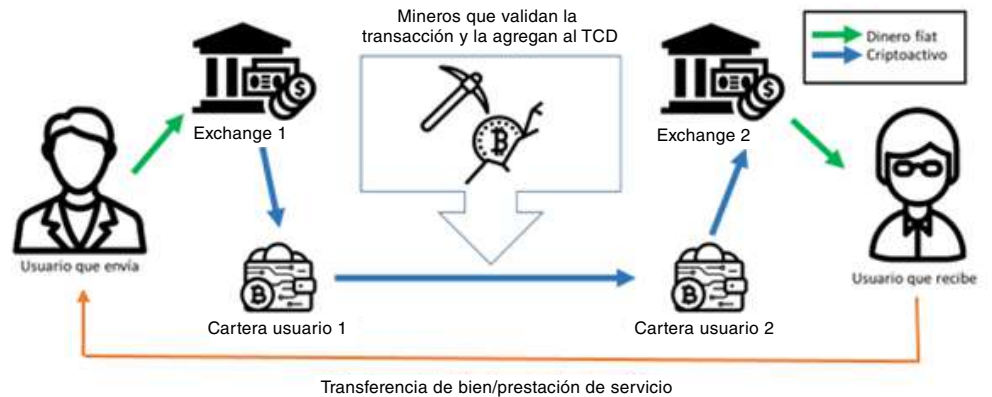 Mineros que validan la
transacción y la agregan al TCD
Dinero fíat
Criptoactivo
Exchange 1
Exchange 2
Usuario que envía
Usuario que recibe
Cartera usuario 1
Cartera usuario 2
Transferencia de bien/prestación de servicio